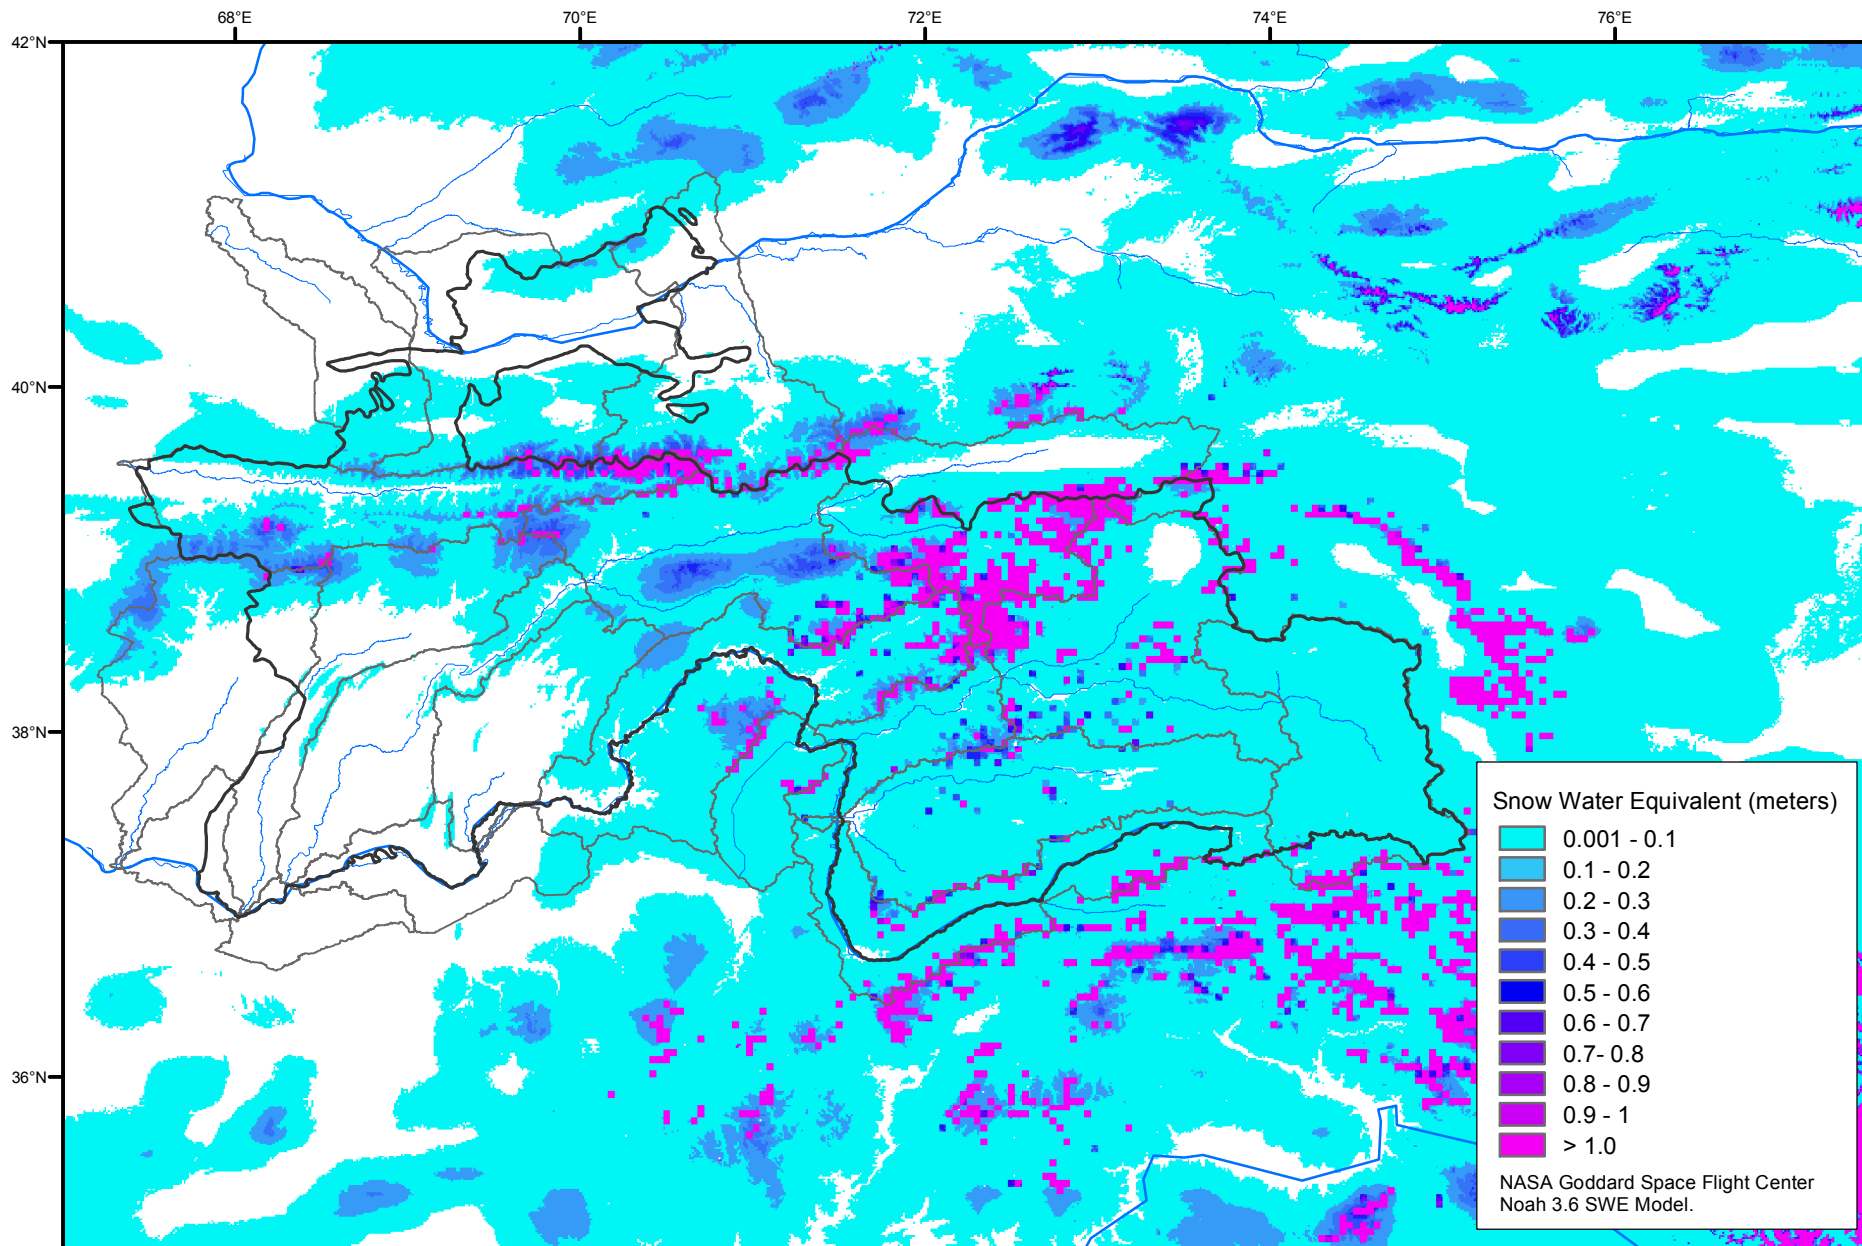 68°E 70°E 72°E 74°E 76°E
42°N
40°N
38°N
36°N
Snow Water Equivalent (meters)
0.001 - 0.1
0.1 - 0.2
0.2 - 0.3
0.3 - 0.4
0.4 - 0.5
0.5 - 0.6
0.6 - 0.7
0.7- 0.8
0.8 - 0.9
0.9 - 1
> 1.0
NASA Goddard Space Flight Center
Noah 3.6 SWE Model.